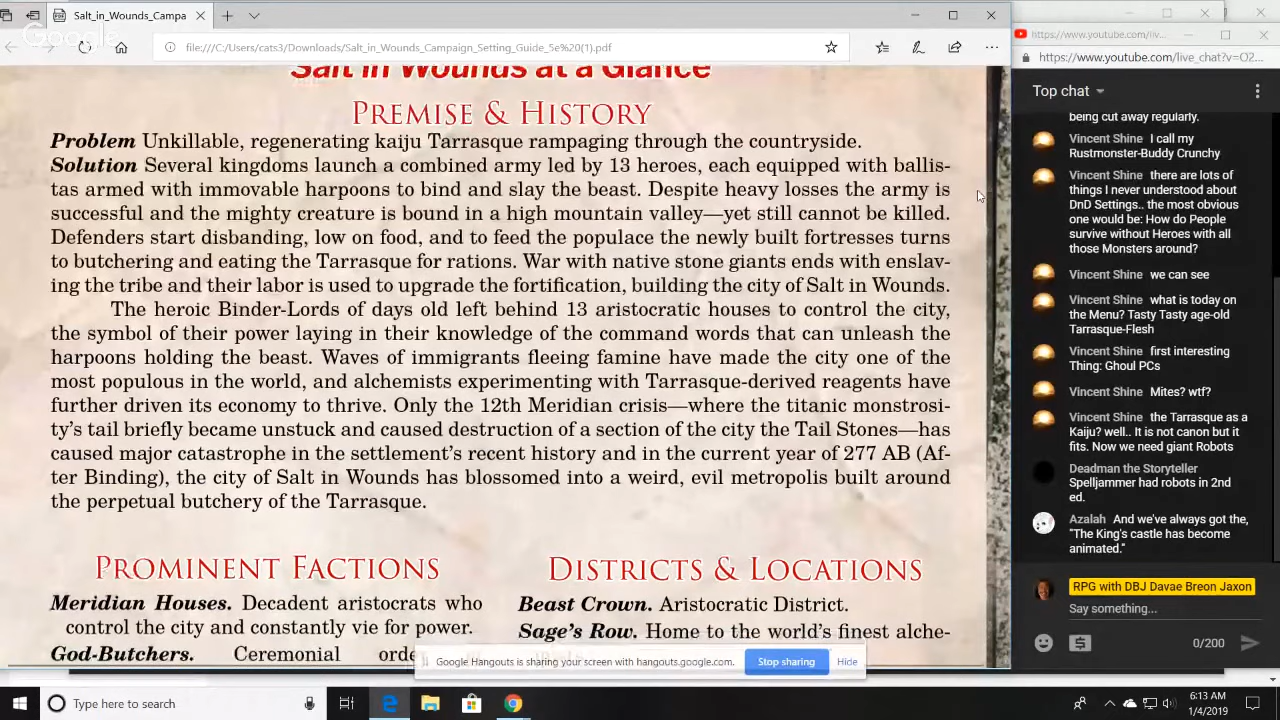 Salt_in_Wounds_Campa
Google
file:///C:/Users/cats3/Downloads/Salt_in_Wounds_Campaign_Setting_Guide_5e%20(1).pdf
Salt in Wounds at a Glance
Premise & History
Problem Unkillable, regenerating kaiju Tarrasque rampaging through the countryside.
Solution Several kingdoms launch a combined army led by 13 heroes, each equipped with ballis-
tas armed with immovable harpoons to bind and slay the beast. Despite heavy losses the army is
successful and the mighty creature is bound in a high mountain valley—yet still cannot be killed.
Defenders start disbanding, low on food, and to feed the populace the newly built fortresses turns
to butchering and eating the Tarrasque for rations. War with native stone giants ends with enslav-
ing the tribe and their labor is used to upgrade the fortification, building the city of Salt in Wounds.
The heroic Binder-Lords of days old left behind 13 aristocratic houses to control the city,
the symbol of their power laying in their knowledge of the command words that can unleash the
harpoons holding the beast. Waves of immigrants fleeing famine have made the city one of the
most populous in the world, and alchemists experimenting with Tarrasque-derived reagents have
further driven its economy to thrive. Only the 12th Meridian crisis—where the titanic monstrosi-
ty's tail briefly became unstuck and caused destruction of a section of the city the Tail Stones—has
caused major catastrophe in the settlement's recent history and in the current year of 277 AB (Af-
ter Binding), the city of Salt in Wounds has blossomed into a weird, evil metropolis built around
the perpetual butchery of the Tarrasque.
Prominent Factions
Meridian Houses. Decadent aristocrats who
control the city and constantly vie for power.
God-Butchers. Ceremonial orde
Districts & Locations
Beast Crown. Aristocratic District.
Sage's Row. Home to the world's finest alche-
Google Hangouts is sharing your screen with hangouts.google.com.
Stop sharing
Hide
https://www.youtube.com/liv...
https://www.youtube.com/live_chat?v=O2...
Top chat
being cut away regularly.
Vincent Shine I call my
Rustmonster-Buddy Crunchy
Vincent Shine there are lots of
things I never understood about
DnD Settings.. the most obvious
one would be: How do People
survive without Heroes with all
those Monsters around?
Vincent Shine we can see
Vincent Shine what is today on
the Menu? Tasty Tasty age-old
Tarrasque-Flesh
Vincent Shine first interesting
Thing: Ghoul PCs
Vincent Shine Mites? wtf?
Vincent Shine the Tarrasque as a
Kaiju? well.. It is not canon but it
fits. Now we need giant Robots
Deadman the Storyteller
Spelljammer had robots in 2nd
ed.
Azalah And we've always got the,
"The King's castle has become
animated."
RPG with DBJ Davae Breon Jaxon
Say something...
0/200
Type here to search
6:13 AM
1/4/2019